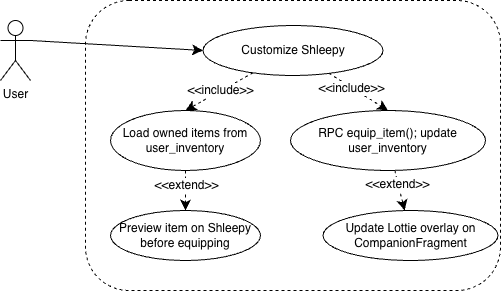 Customize Shleepy
User
<<include>>
<<include>>
Load owned items from
user_inventory
RPC equip_item(); update
user_inventory
<<extend>>
<<extend>>
Preview item on Shleepy
before equipping
Update Lottie overlay on
CompanionFragment